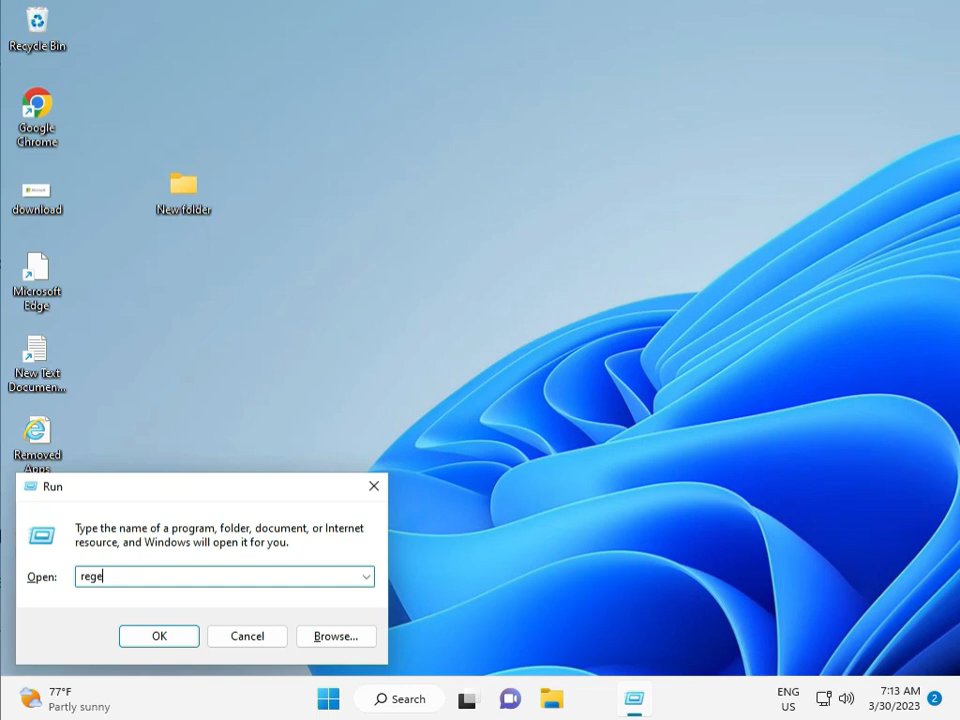 Recycle Bin
Google
Chrome
download
New folder
Microsoft
Edge
New Text
Documen...
Removed
Apps
Run
Type the name of a program, folder, document, or Internet
resource, and Windows will open it for you.
Open: rege
OK Cancel Browse...
77°F
Partly sunny
Search
ENG
US
7:13 AM
3/30/2023
2